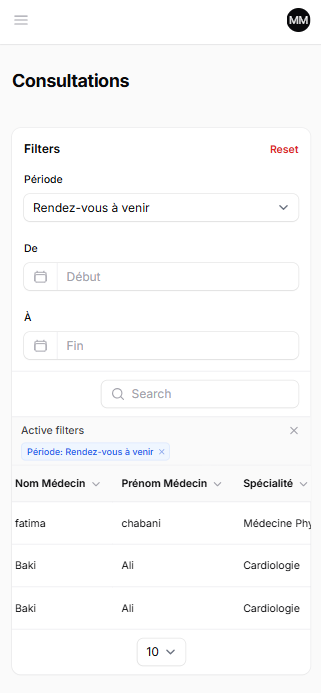 MM
Consultations
Filters Reset
Période
Rendez-vous à venir
De
Début
À
Fin
Search
Active filters
Période: Rendez-vous à venir
Nom Médecin Prénom Médecin Spécialité
fatima chabani Médecine Phy
Baki Ali Cardiologie
Baki Ali Cardiologie
10